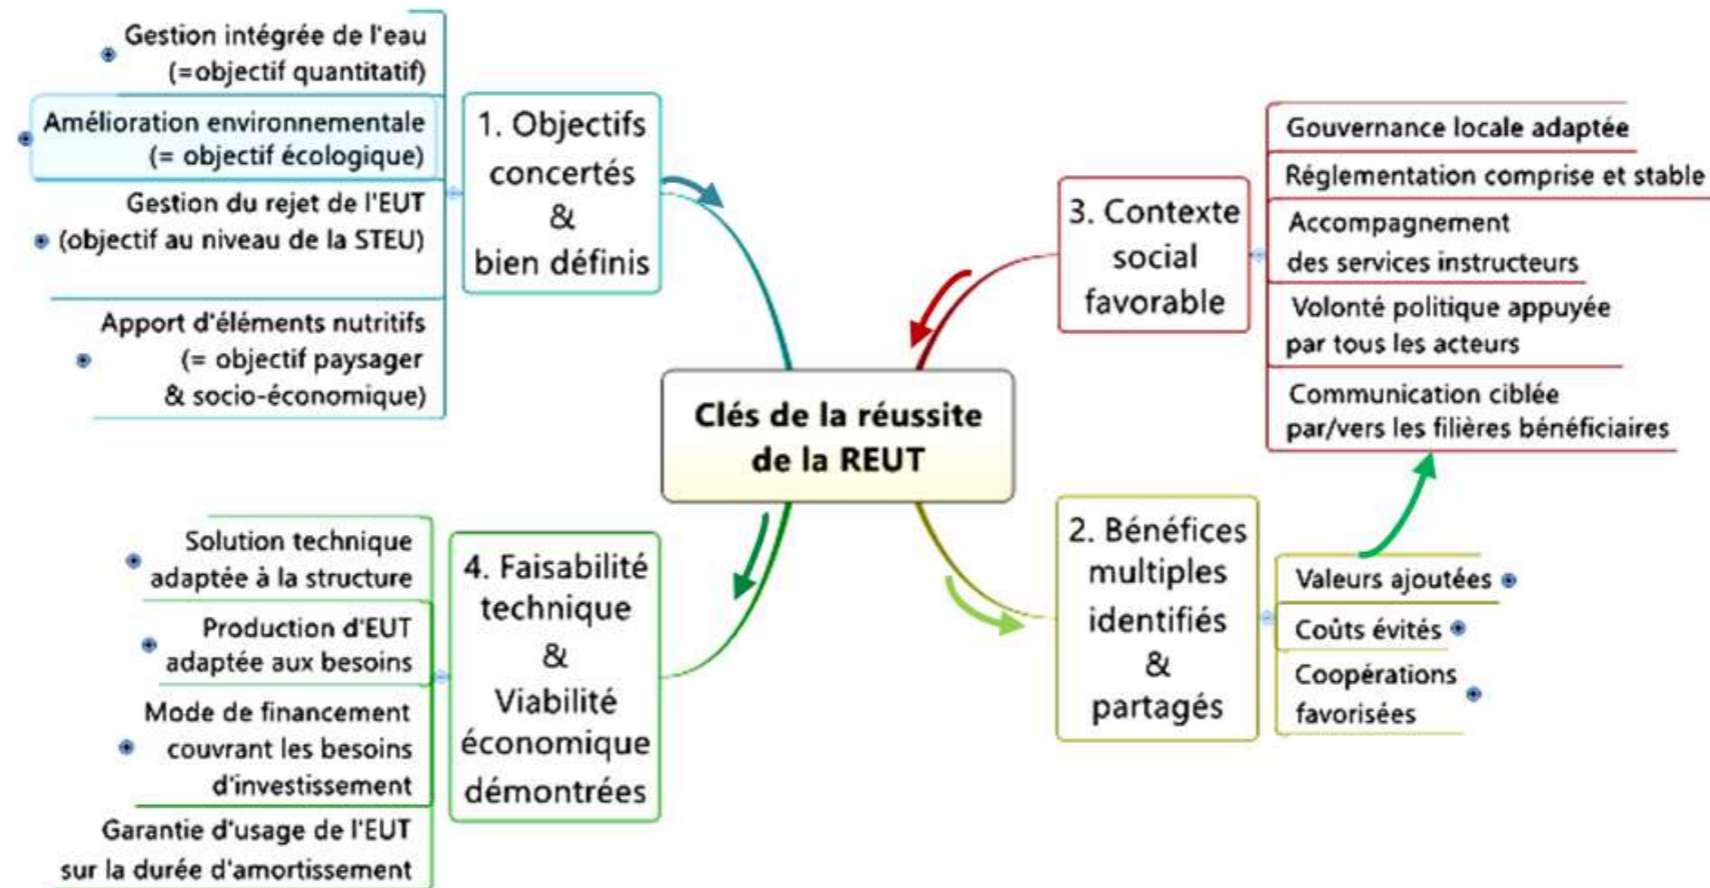 Gestion intégrée de l'eau
(=objectif quantitatif)
Amélioration environnementale
(= objectif écologique)
Gestion du rejet de l'EUT
(objectif au niveau de la STEU)
Apport d'éléments nutritifs
(= objectif paysager
& socio-économique)
1. Objectifs
concertés
&
bien définis
Clés de la réussite
de la REUT
3. Contexte
social
favorable
Gouvernance locale adaptée
Réglementation comprise et stable
Accompagnement
des services instructeurs
Volonté politique appuyée
par tous les acteurs
Communication ciblée
par/vers les filières bénéficiaires
2. Bénéfices
multiples
identifiés
&
partagés
Valeurs ajoutées
Coûts évités
Coopérations
favorisées
4. Faisabilité
technique
&
Viabilité
économique
démontrées
Solution technique
adaptée à la structure
Production d'EUT
adaptée aux besoins
Mode de financement
couvrant les besoins
d'investissement
Garantie d'usage de l'EUT
sur la durée d'amortissement